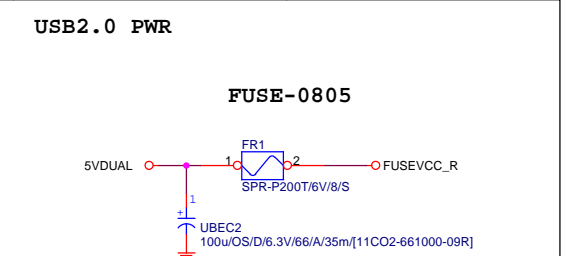 USB2.0 PWR
FUSE-0805
FR1
5VDUAL 1 2 FUSEVCC_R
SPR-P200T/6V/8/S
1
+
UBEC2
100u/OS/D/6.3V/66/A/35m/[11CO2-661000-09R]